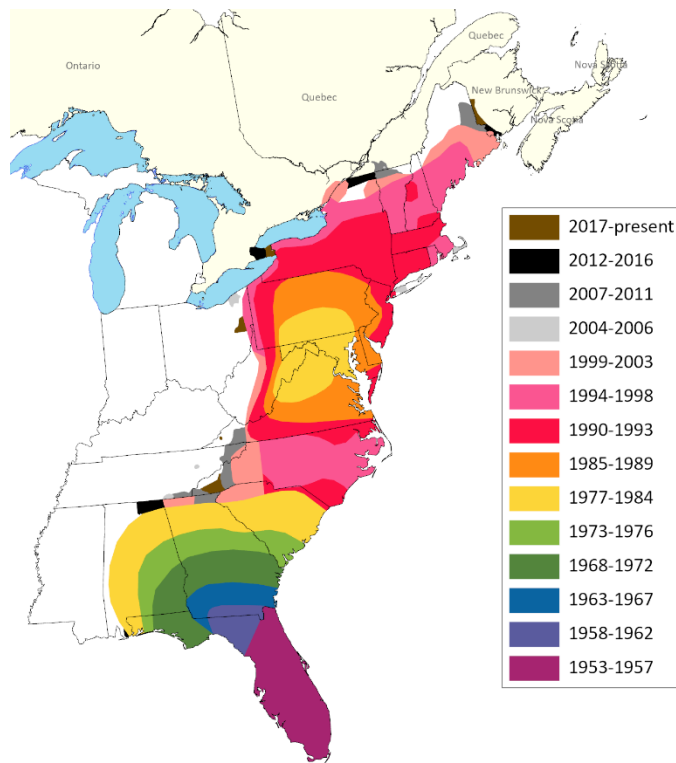 Quebec
Ontario
Nova Scotia
Quebec
New Brunswick
Nova Scotia
2017-present
2012-2016
2007-2011
2004-2006
1999-2003
1994-1998
1990-1993
1985-1989
1977-1984
1973-1976
1968-1972
1963-1967
1958-1962
1953-1957